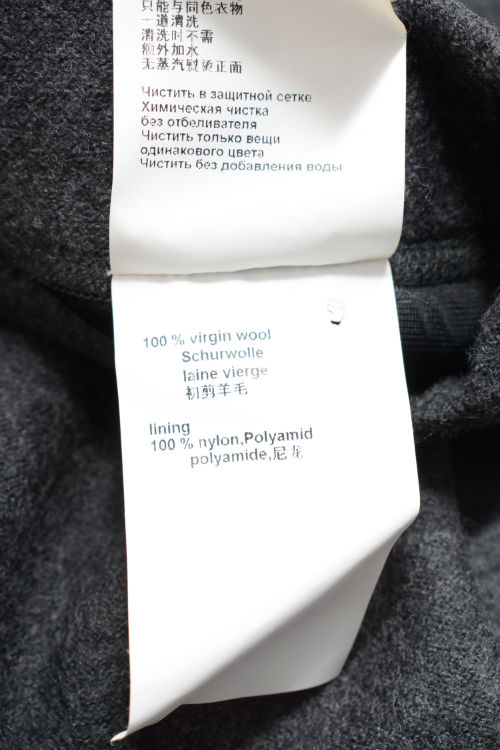 只能与同色衣物
一道清洗
清洗时不需
额外加水
无蒸汽熨烫正面
Чистить в защитной сетке
Химическая чистка
без отбеливателя
Чистить только вещи
одинакового цвета
Чистить без добавления воды
100 % virgin wool
Schurwolle
laine vierge
初剪羊毛
lining
100 % nylon,Polyamid
polyamide,尼龙